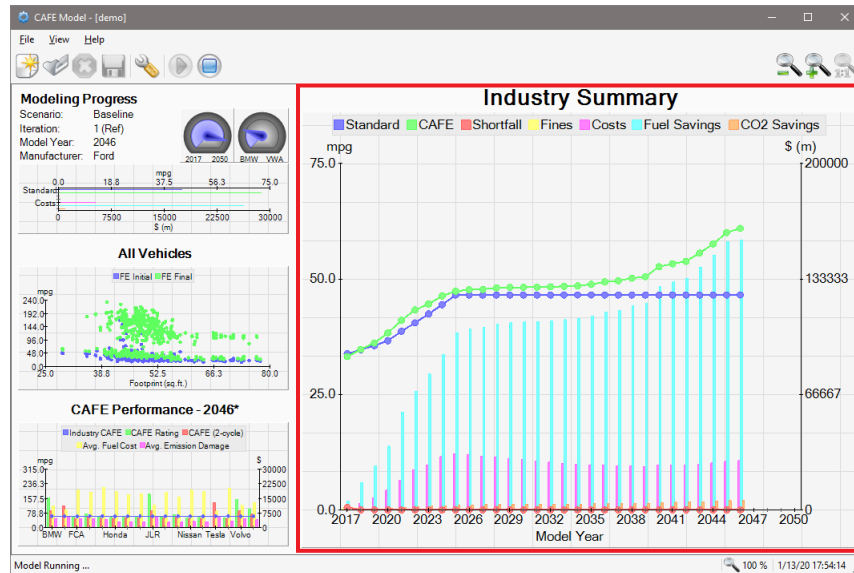 CAFE Model - [demo]
File View Help
Modeling Progress
Scenario: Baseline
Iteration: 1 (Ref)
Model Year: 2046
Manufacturer: Ford
2017 2050 BMW VWA
mpg
0.0 18.8 37.5 56.3 75.0
Standard
Costs
0 7500 15000 22500 30000
$ (m)
All Vehicles
FE Initial FE Final
mpg
240.0
192.0
144.0
96.0
48.0
0.0
25.0 38.8 52.5 66.3 80.0
Footprint (sq.ft.)
CAFE Performance - 2046*
Industry CAFE CAFE Rating CAFE (2-cycle)
Avg. Fuel Cost Avg. Emission Damage
mpg $
315.0 30000
236.3 22500
157.5 15000
78.8 7500
0.0 0
BMW FCA Honda JLR Nissan Tesla Volvo
Industry Summary
Standard CAFE Shortfall Fines Costs Fuel Savings CO2 Savings
mpg $ (m)
75.0 200000
50.0 133333
25.0 66667
0.0 0
2017 2020 2023 2026 2029 2032 2035 2038 2041 2044 2047 2050
Model Year
Model Running ... 100 % 1/13/20 17:54:14